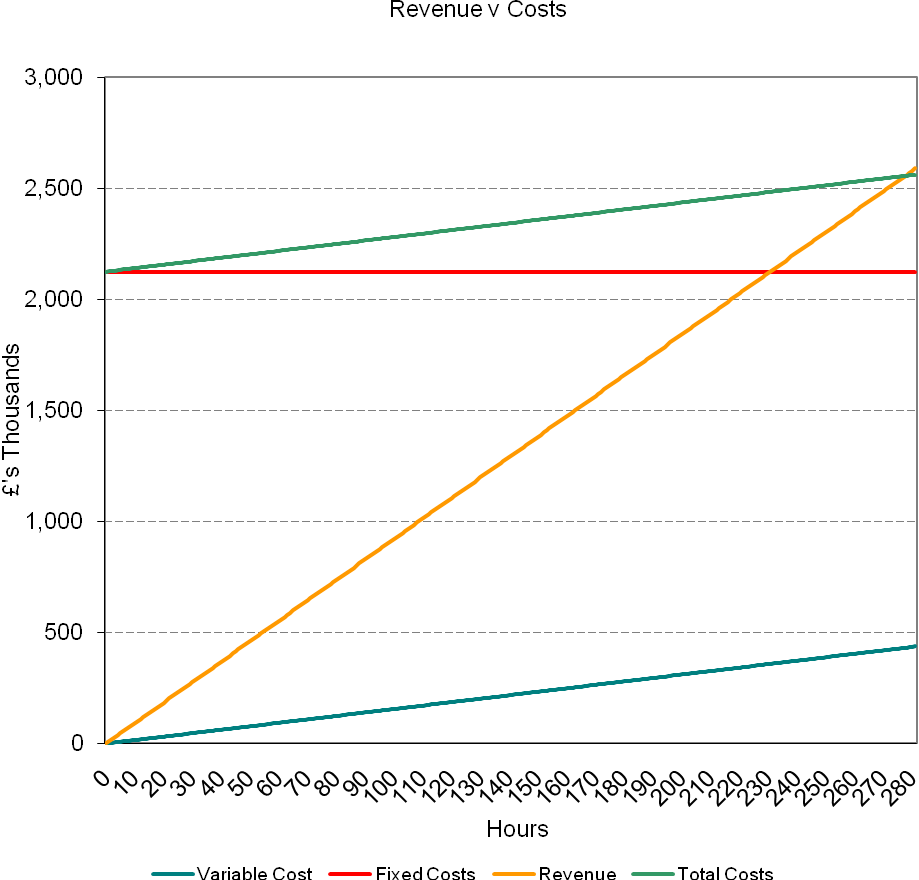 Revenue v Costs
3,000
2,500
2,000
1,500
1,000
500
0
£'s Thousands
0 10 20 30 40 50 60 70 80 90 100 110 120 130 140 150 160 170 180 190 200 210 220 230 240 250 260 270 280
Hours
Variable Cost Fixed Costs Revenue Total Costs